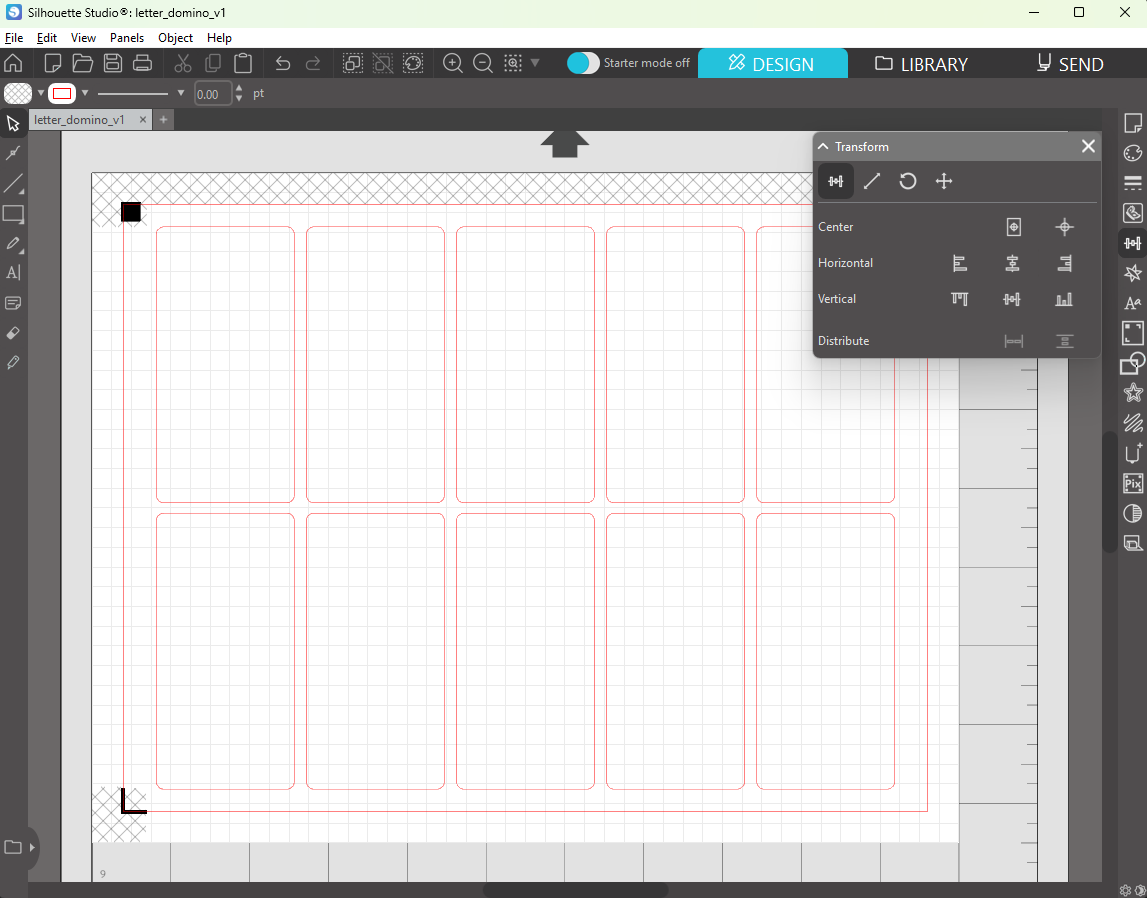 Silhouette Studio®: letter_domino_v1
File Edit View Panels Object Help
Starter mode off DESIGN LIBRARY SEND
0.00 pt
letter_domino_v1
Transform
Center
Horizontal
Vertical
Distribute
Pix
9